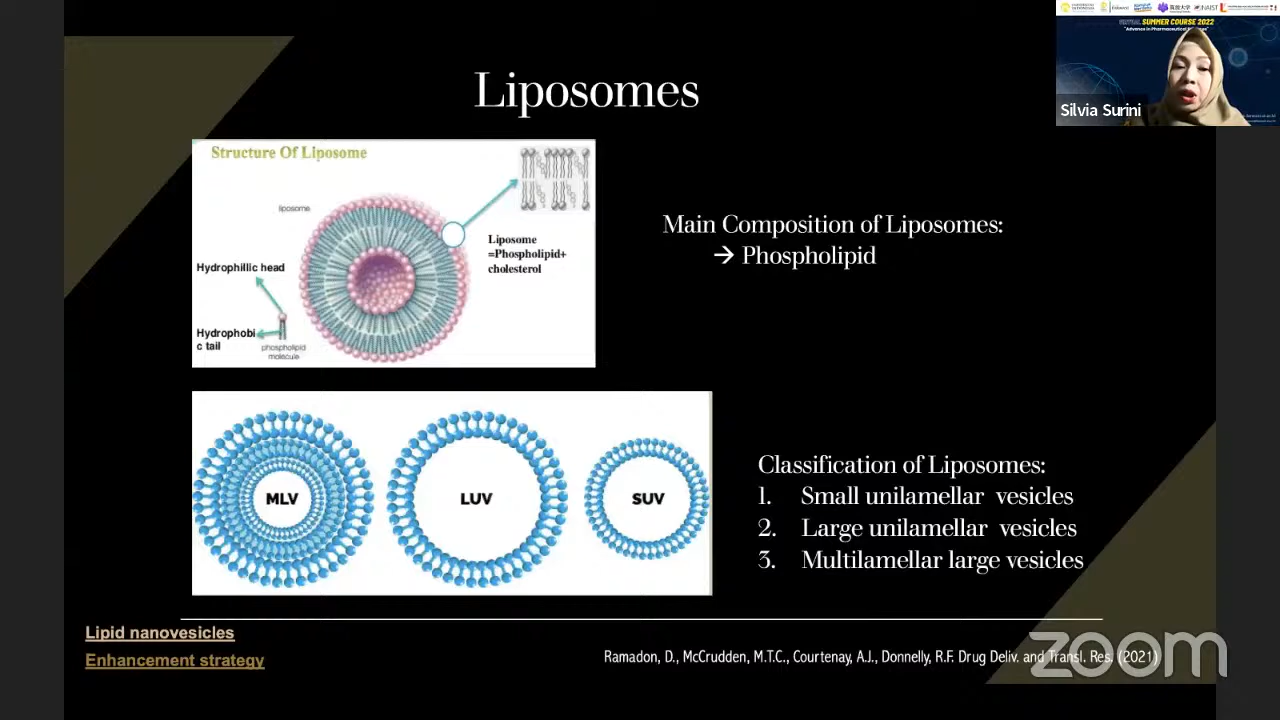 VIRTUAL SUMMER COURSE 2022
Silvia Surini
Liposomes
Structure Of Liposome
liposome
Liposome
=Phospholipid+
cholesterol
Hydrophillic head
Hydrophobi
c tail
phospholipid
molecule
Main Composition of Liposomes:
→ Phospholipid
MLV
LUV
SUV
Classification of Liposomes:
1. Small unilamellar vesicles
2. Large unilamellar vesicles
3. Multilamellar large vesicles
Lipid nanovesicles
Enhancement strategy
Ramadon, D., McCrudden, M.T.C., Courtenay, A.J., Donnelly, R.F. Drug Deliv. and Transl. Res. (2021)
zoom